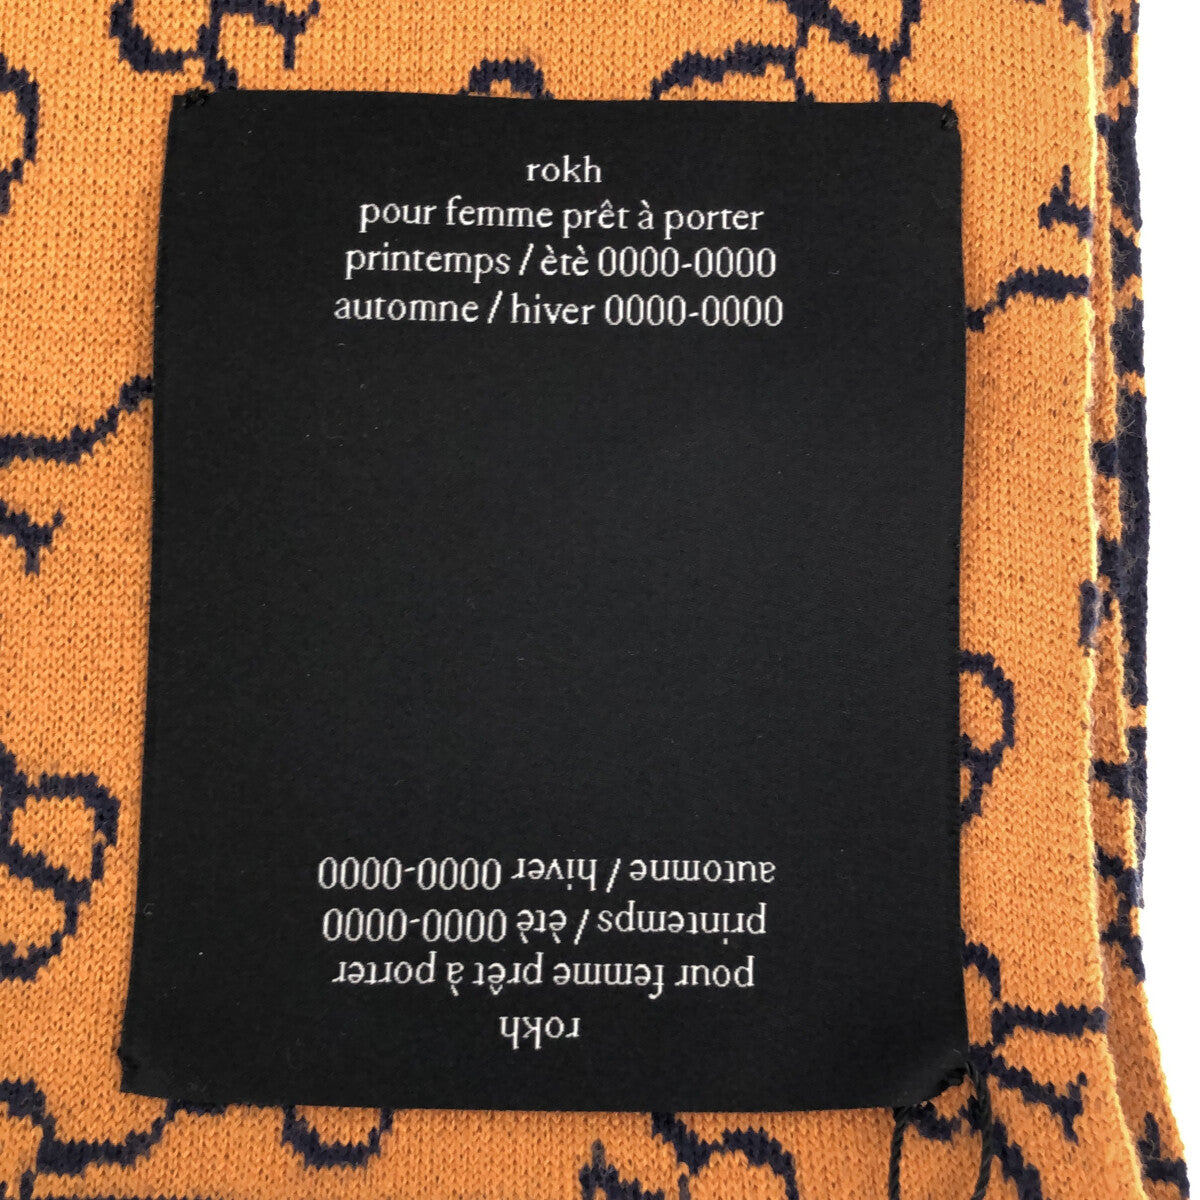 rokh
pour femme prêt à porter
printemps / ètè 0000-0000
automne / hiver 0000-0000
automne / hiver 0000-0000
printemps / ètè 0000-0000
pour femme prêt à porter
rokh